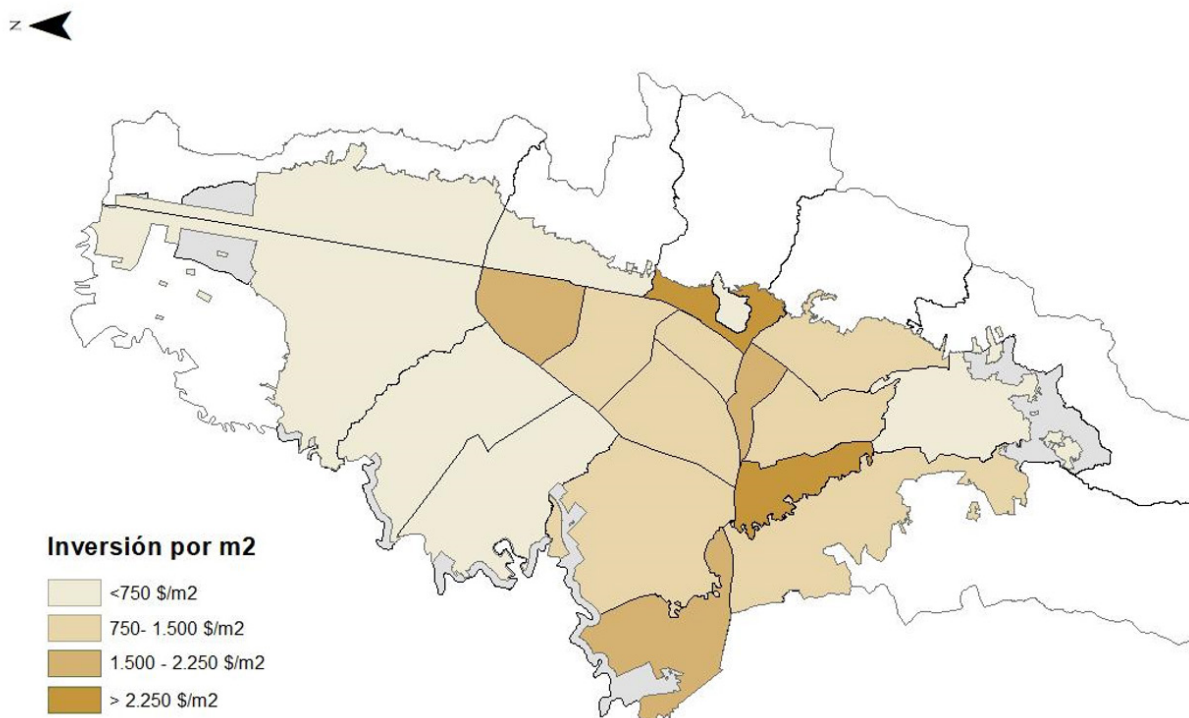 N
Inversión por m2
<750 $/m2
750- 1.500 $/m2
1.500 - 2.250 $/m2
> 2.250 $/m2